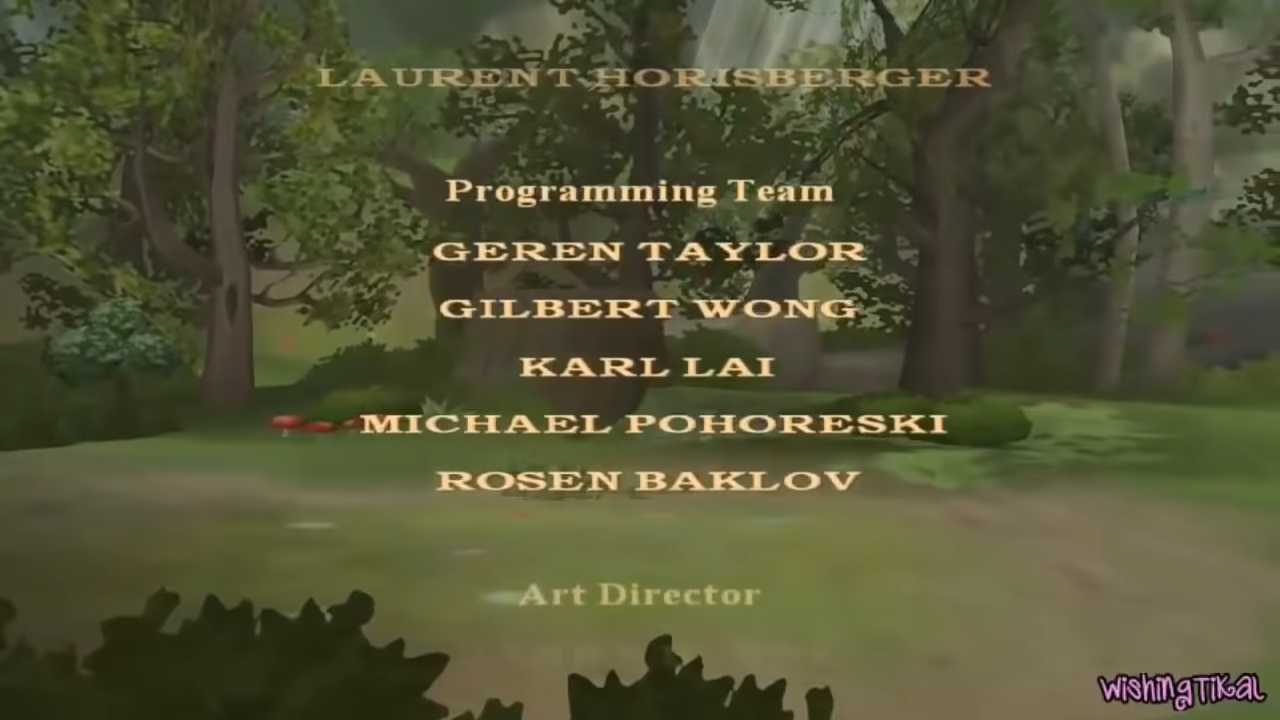 LAURENT HORISBERGER
Programming Team
GEREN TAYLOR
GILBERT WONG
KARL LAI
MICHAEL POHORESKI
ROSEN BAKLOV
Art Director
WishingTikal